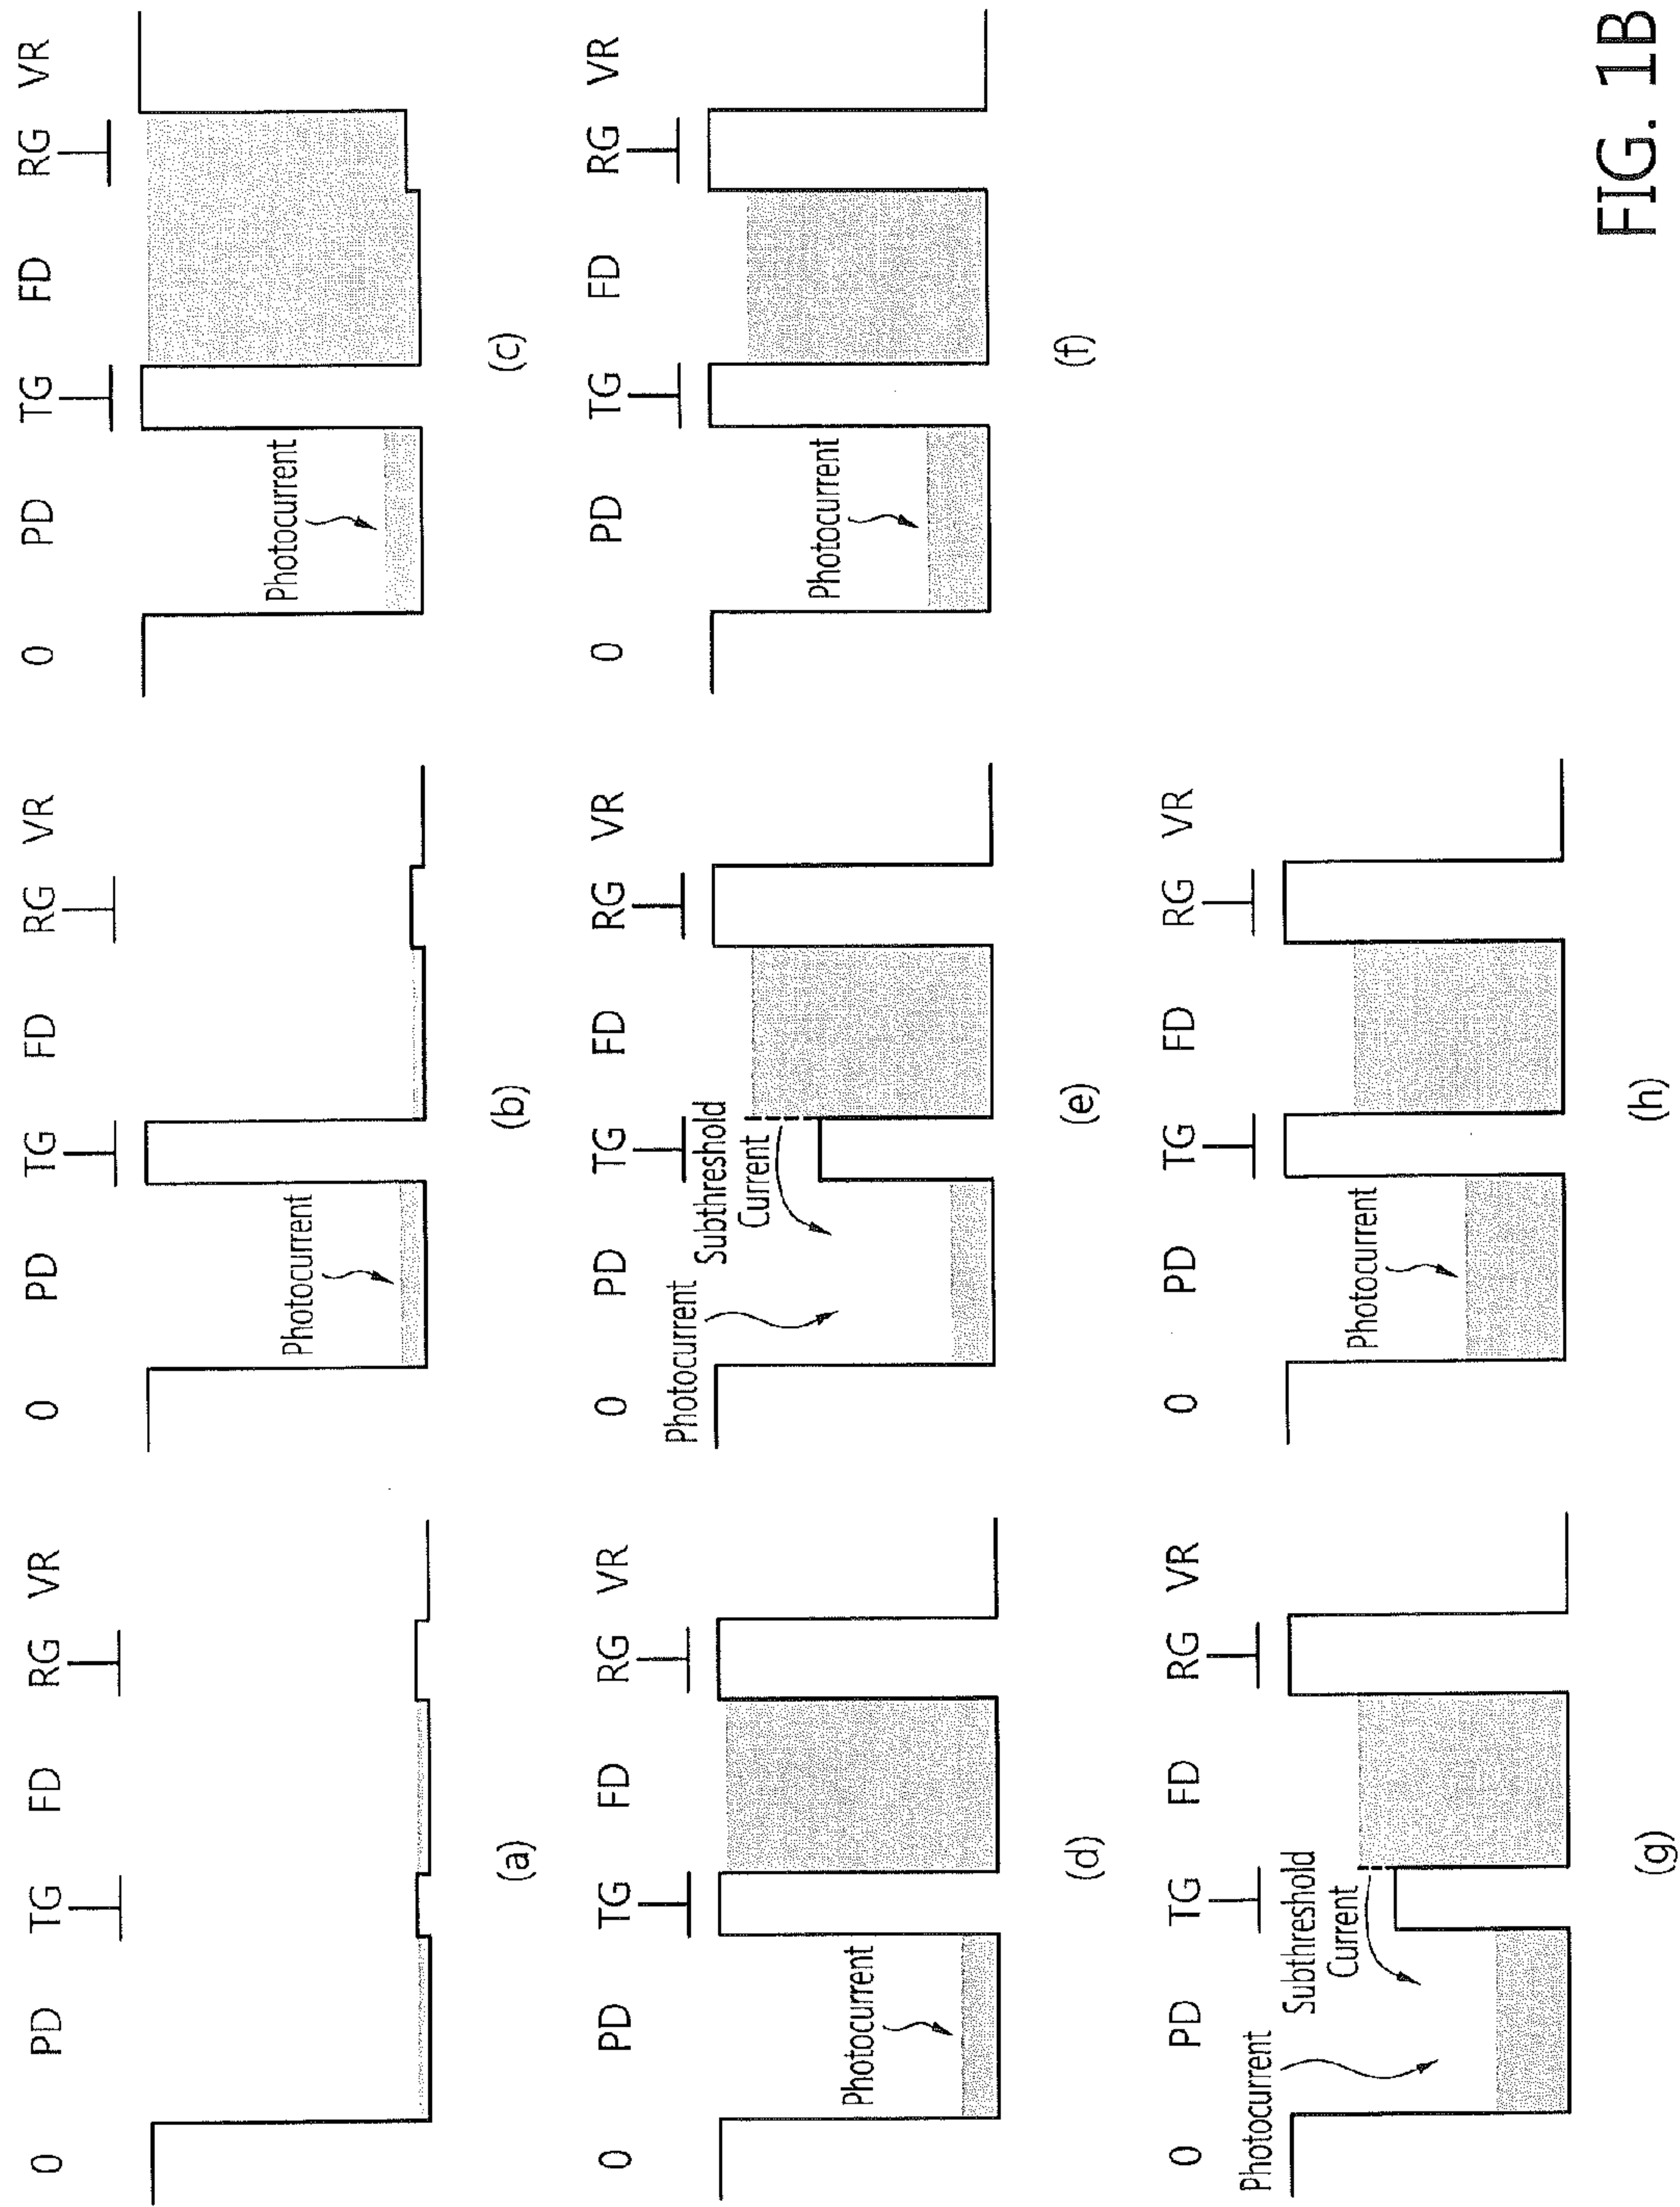 0 PD TG FD RG VR
(a)
0 PD TG FD RG VR
Photocurrent
(b)
0 PD TG FD RG VR
Photocurrent
(c)
0 PD TG FD RG VR
Photocurrent
(d)
0 PD TG FD RG VR
Photocurrent
Subthreshold
Current
(e)
0 PD TG FD RG VR
Photocurrent
(f)
0 PD TG FD RG VR
Photocurrent
Subthreshold
Current
(g)
0 PD TG FD RG VR
Photocurrent
(h)
FIG. 1B